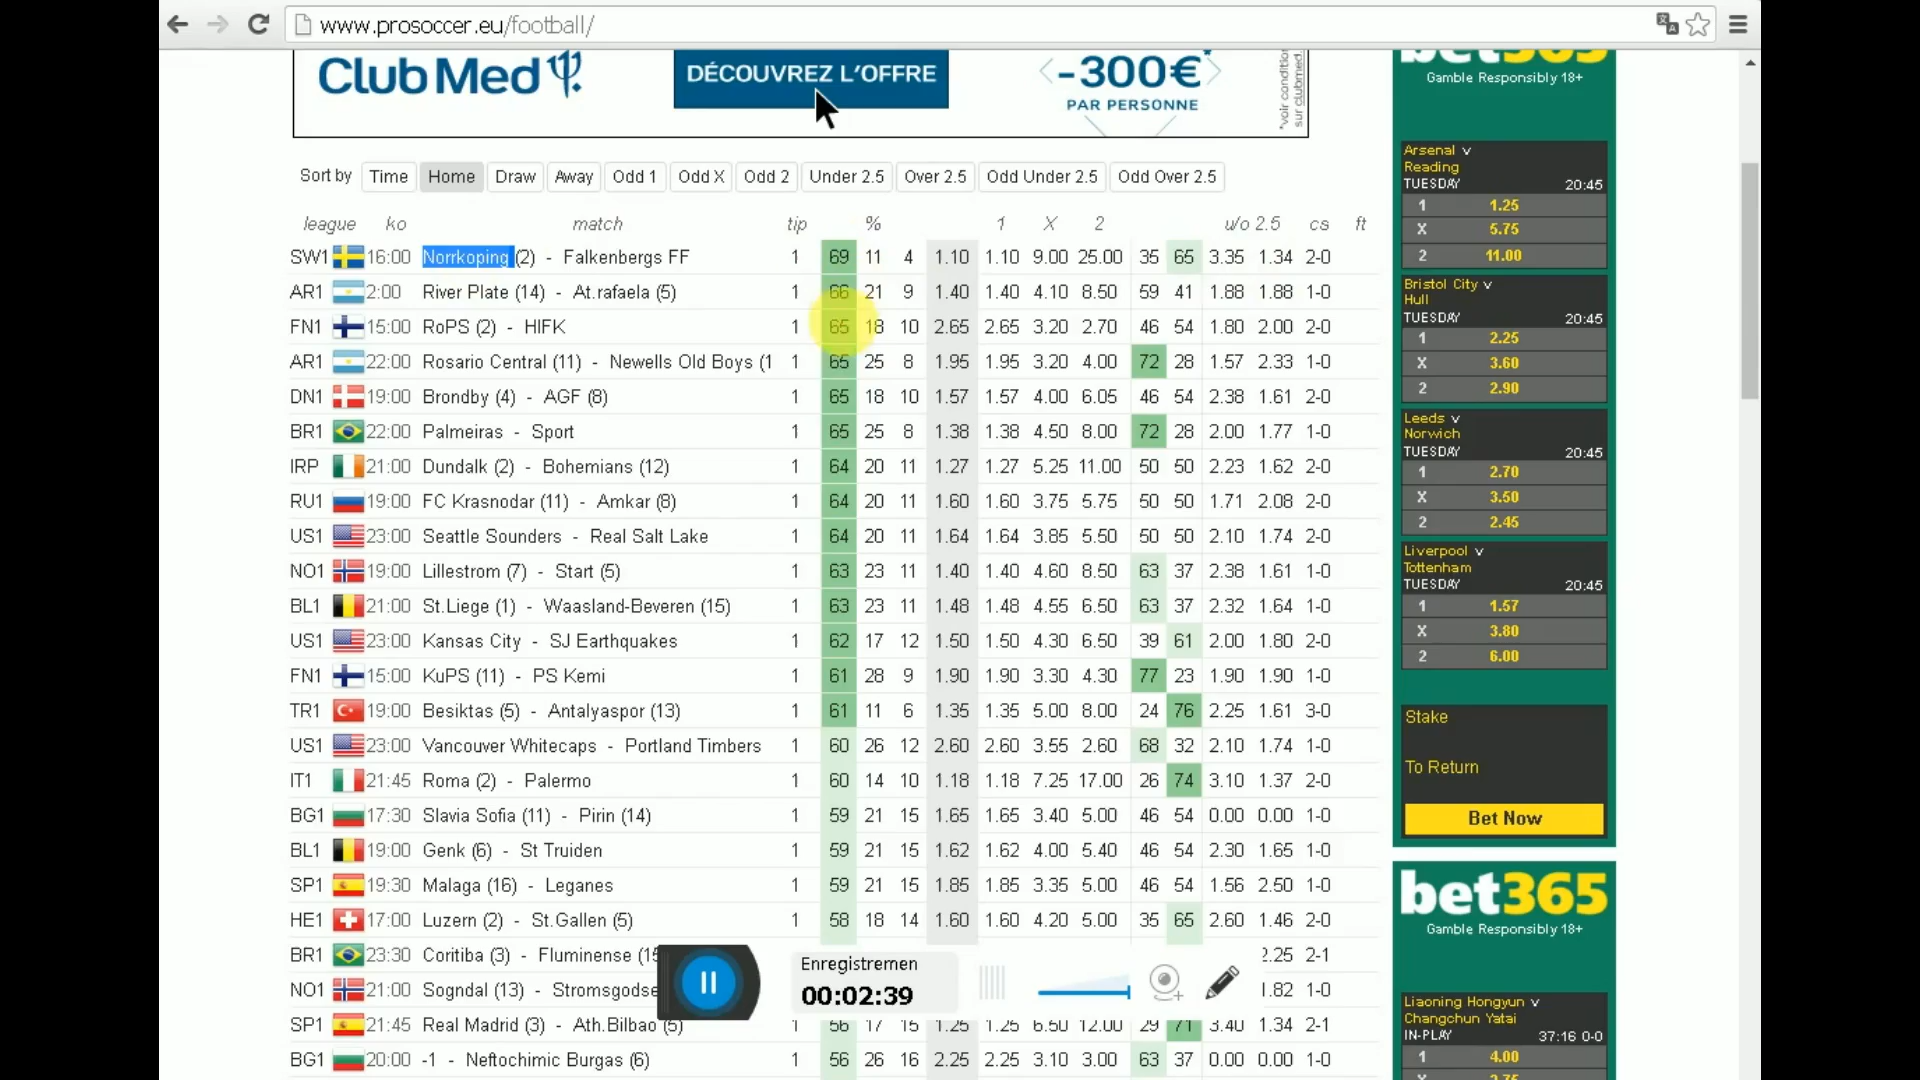 www.prosoccer.eu/football/
Club Med
DÉCOUVREZ L'OFFRE
-300€*
PAR PERSONNE
*voir condition
sur clubmed.
Sort by Time Home Draw Away Odd 1 Odd X Odd 2 Under 2.5 Over 2.5 Odd Under 2.5 Odd Over 2.5
league ko match tip % 1 X 2 u/o 2.5 cs ft
SW1 16:00 Norrkoping (2) - Falkenbergs FF 1 69 11 4 1.10 1.10 9.00 25.00 35 65 3.35 1.34 2-0
AR1 2:00 River Plate (14) - At.rafaela (5) 1 66 21 9 1.40 1.40 4.10 8.50 59 41 1.88 1.88 1-0
FN1 15:00 RoPS (2) - HIFK 1 65 18 10 2.65 2.65 3.20 2.70 46 54 1.80 2.00 2-0
AR1 22:00 Rosario Central (11) - Newells Old Boys (1 1 65 25 8 1.95 1.95 3.20 4.00 72 28 1.57 2.33 1-0
DN1 19:00 Brondby (4) - AGF (8) 1 65 18 10 1.57 1.57 4.00 6.05 46 54 2.38 1.61 2-0
BR1 22:00 Palmeiras - Sport 1 65 25 8 1.38 1.38 4.50 8.00 72 28 2.00 1.77 1-0
IRP 21:00 Dundalk (2) - Bohemians (12) 1 64 20 11 1.27 1.27 5.25 11.00 50 50 2.23 1.62 2-0
RU1 19:00 FC Krasnodar (11) - Amkar (8) 1 64 20 11 1.60 1.60 3.75 5.75 50 50 1.71 2.08 2-0
US1 23:00 Seattle Sounders - Real Salt Lake 1 64 20 11 1.64 1.64 3.85 5.50 50 50 2.10 1.74 2-0
NO1 19:00 Lillestrom (7) - Start (5) 1 63 23 11 1.40 1.40 4.60 8.50 63 37 2.38 1.61 1-0
BL1 21:00 St.Liege (1) - Waasland-Beveren (15) 1 63 23 11 1.48 1.48 4.55 6.50 63 37 2.32 1.64 1-0
US1 23:00 Kansas City - SJ Earthquakes 1 62 17 12 1.50 1.50 4.30 6.50 39 61 2.00 1.80 2-0
FN1 15:00 KuPS (11) - PS Kemi 1 61 28 9 1.90 1.90 3.30 4.30 77 23 1.90 1.90 1-0
TR1 19:00 Besiktas (5) - Antalyaspor (13) 1 61 11 6 1.35 1.35 5.00 8.00 24 76 2.25 1.61 3-0
US1 23:00 Vancouver Whitecaps - Portland Timbers 1 60 26 12 2.60 2.60 3.55 2.60 68 32 2.10 1.74 1-0
IT1 21:45 Roma (2) - Palermo 1 60 14 10 1.18 1.18 7.25 17.00 26 74 3.10 1.37 2-0
BG1 17:30 Slavia Sofia (11) - Pirin (14) 1 59 21 15 1.65 1.65 3.40 5.00 46 54 0.00 0.00 1-0
BL1 19:00 Genk (6) - St Truiden 1 59 21 15 1.62 1.62 4.00 5.40 46 54 2.30 1.65 1-0
SP1 19:30 Malaga (16) - Leganes 1 59 21 15 1.85 1.85 3.35 5.00 46 54 1.56 2.50 1-0
HE1 17:00 Luzern (2) - St.Gallen (5) 1 58 18 14 1.60 1.60 4.20 5.00 35 65 2.60 1.46 2-0
BR1 23:30 Coritiba (3) - Fluminense (15 2.25 2-1
NO1 21:00 Sogndal (13) - Stromsgodse 1.82 1-0
SP1 21:45 Real Madrid (3) - Ath.Bilbao (5) 1 56 17 15 1.25 1.25 6.50 12.00 29 71 3.40 1.34 2-1
BG1 20:00 -1 - Neftochimic Burgas (6) 1 56 26 16 2.25 2.25 3.10 3.00 63 37 0.00 0.00 1-0
Enregistremen
00:02:39
bet365
Gamble Responsibly 18+
Arsenal v
Reading
TUESDAY 20:45
1 1.25
X 5.75
2 11.00
Bristol City v
Hull
TUESDAY 20:45
1 2.25
X 3.60
2 2.90
Leeds v
Norwich
TUESDAY 20:45
1 2.70
X 3.50
2 2.45
Liverpool v
Tottenham
TUESDAY 20:45
1 1.57
X 3.80
2 6.00
Stake
To Return
Bet Now
bet365
Gamble Responsibly 18+
Liaoning Hongyun v
Changchun Yatai
IN-PLAY 37:16 0-0
1 4.00